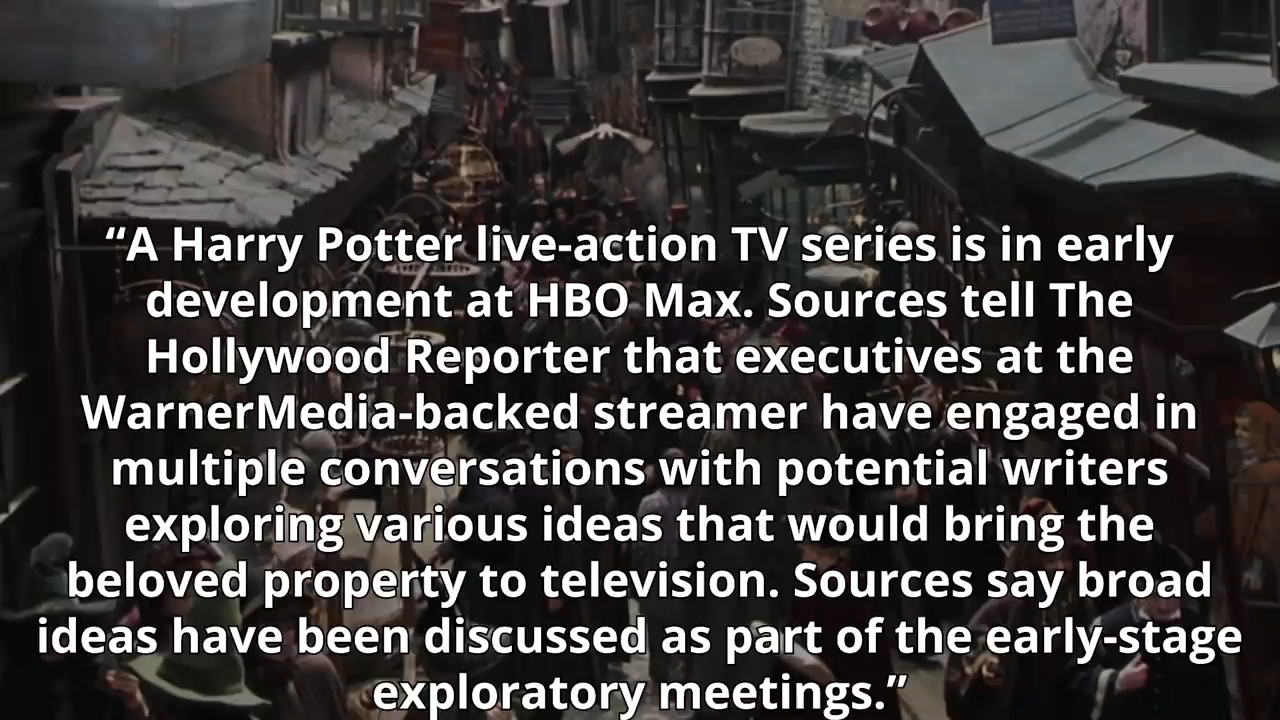 “A Harry Potter live-action TV series is in early
development at HBO Max. Sources tell The
Hollywood Reporter that executives at the
WarnerMedia-backed streamer have engaged in
multiple conversations with potential writers
exploring various ideas that would bring the
beloved property to television. Sources say broad
ideas have been discussed as part of the early-stage
exploratory meetings.”